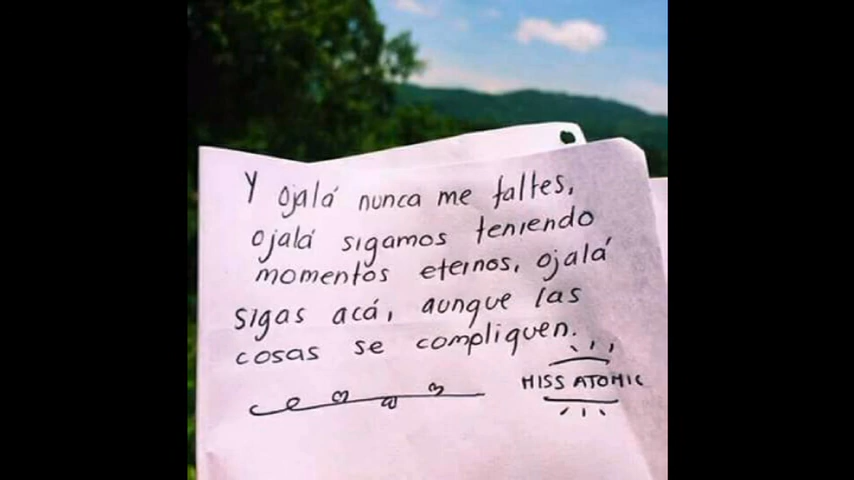 Y ojalá nunca me faltes,
ojalá sigamos teniendo
momentos eternos, ojalá
sigas acá, aunque las
cosas se compliquen.
MISS ATOMIC